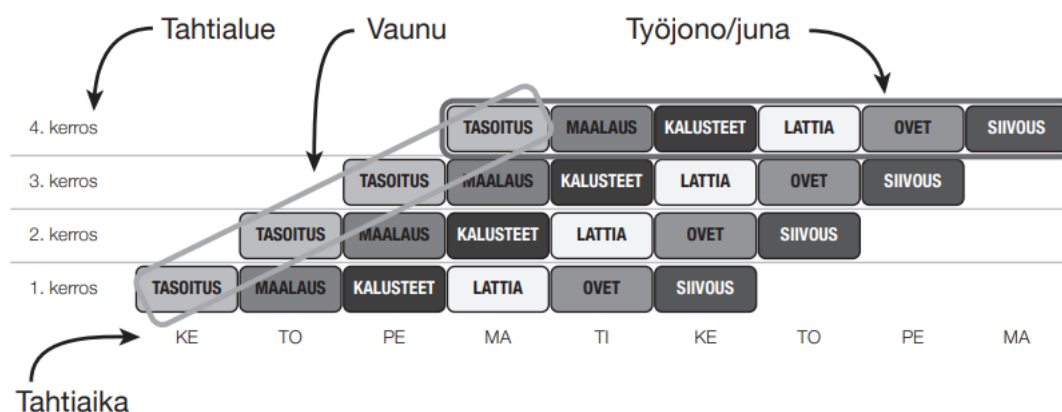 Tahtialue Vaunu Työjono/juna
4. kerros TASOITUS MAALAUS KALUSTEET LATTIA OVET SIIVOUS
3. kerros TASOITUS MAALAUS KALUSTEET LATTIA OVET SIIVOUS
2. kerros TASOITUS MAALAUS KALUSTEET LATTIA OVET SIIVOUS
1. kerros TASOITUS MAALAUS KALUSTEET LATTIA OVET SIIVOUS
KE TO PE MA TI KE TO PE MA
Tahtiaika